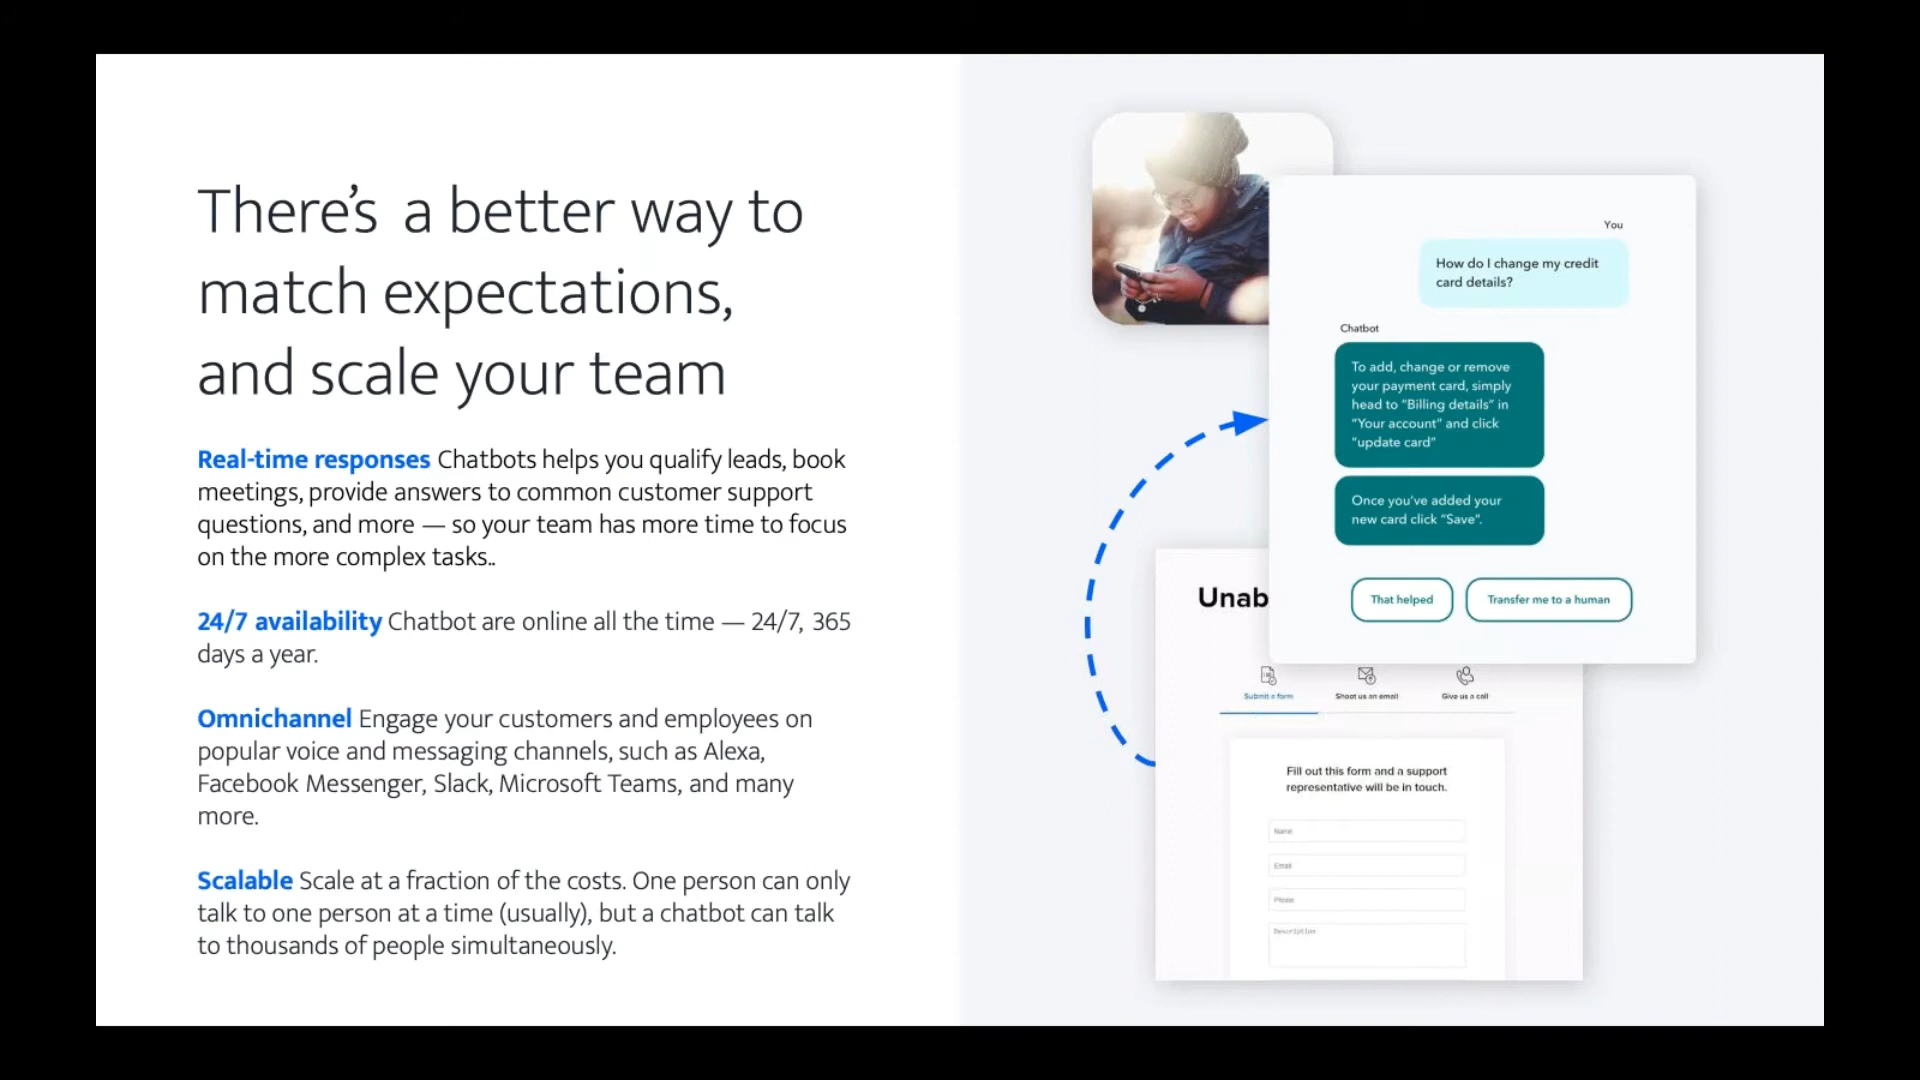 There's a better way to
match expectations,
and scale your team
Real-time responses Chatbots helps you qualify leads, book
meetings, provide answers to common customer support
questions, and more — so your team has more time to focus
on the more complex tasks..
24/7 availability Chatbot are online all the time — 24/7, 365
days a year.
Omnichannel Engage your customers and employees on
popular voice and messaging channels, such as Alexa,
Facebook Messenger, Slack, Microsoft Teams, and many
more.
Scalable Scale at a fraction of the costs. One person can only
talk to one person at a time (usually), but a chatbot can talk
to thousands of people simultaneously.
You
How do I change my credit
card details?
Chatbot
To add, change or remove
your payment card, simply
head to "Billing details" in
"Your account" and click
"update card"
Once you've added your
new card click "Save".
That helped
Transfer me to a human
Unab
Submit a form
Shoot us an email
Give us a call
Fill out this form and a support
representative will be in touch.
Name
Email
Phone
Description